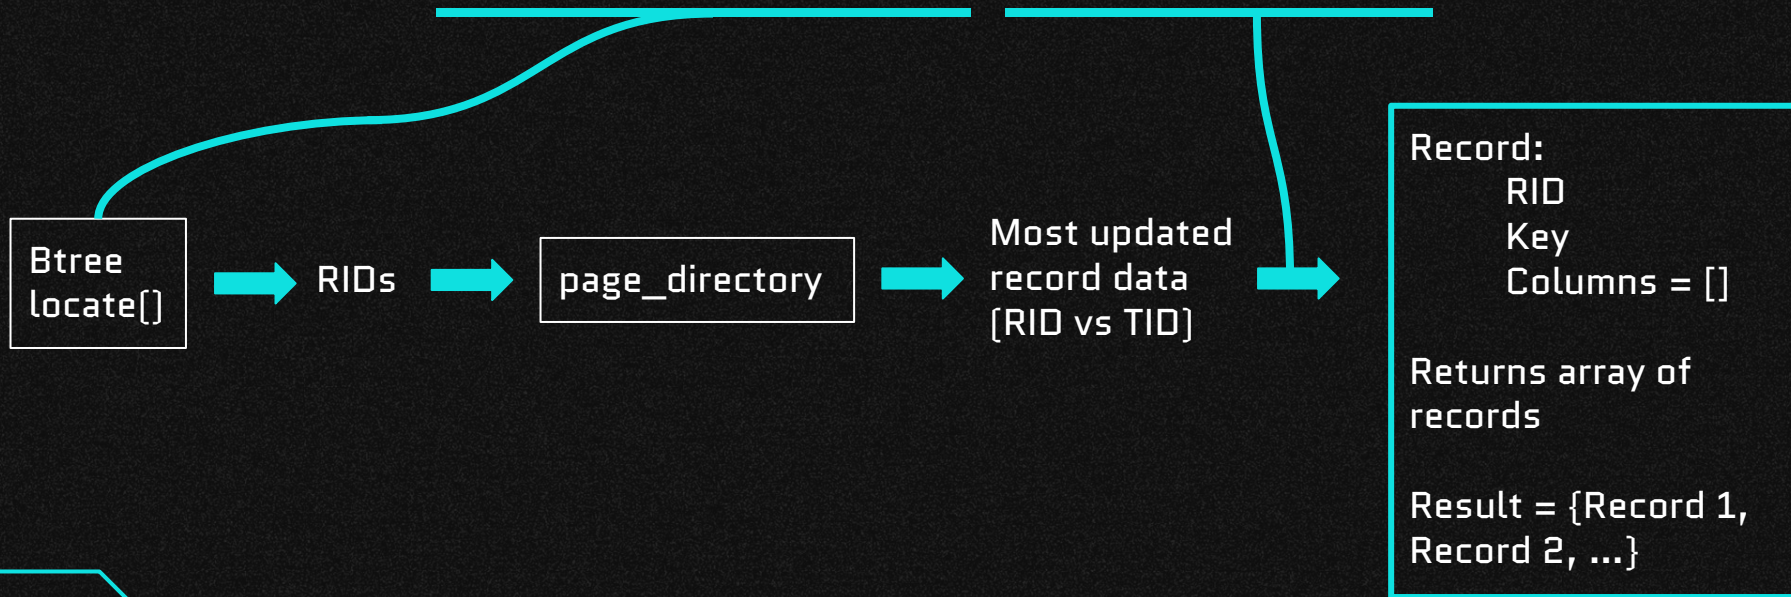 Btree
locate()
RIDs
page_directory
Most updated
record data
(RID vs TID)
Record:
RID
Key
Columns = []
Returns array of
records
Result = {Record 1,
Record 2, ...}